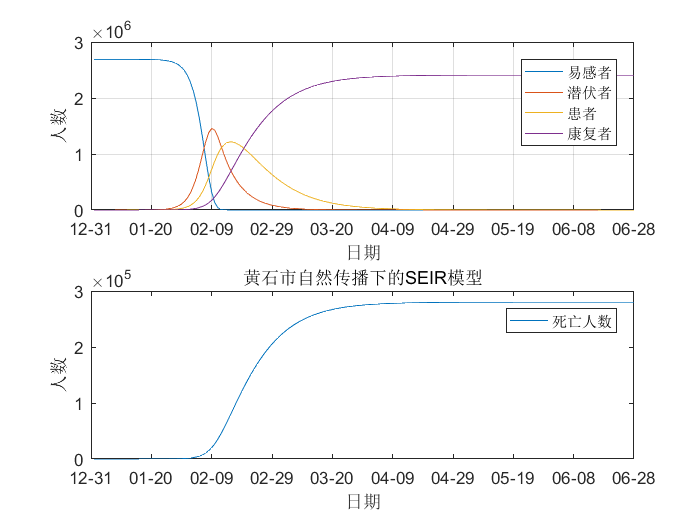 ×10⁶
3
2
1
0
人数
易感者
潜伏者
患者
康复者
12-31 01-20 02-09 02-29 03-20 04-09 04-29 05-19 06-08 06-28
日期
黄石市自然传播下的SEIR模型
×10⁵
3
2
1
0
人数
死亡人数
12-31 01-20 02-09 02-29 03-20 04-09 04-29 05-19 06-08 06-28
日期